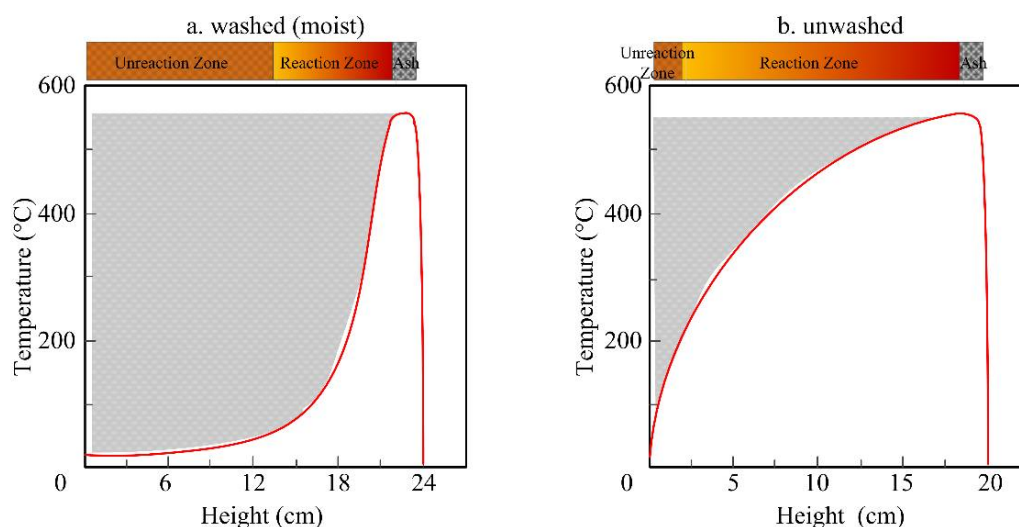 a. washed (moist)
Unreaction Zone
Reaction Zone
Ash
600
400
200
0
6
12
18
24
Temperature (°C)
Height (cm)
b. unwashed
Unreaction
Zone
Reaction Zone
Ash
600
400
200
0
5
10
15
20
Temperature (°C)
Height (cm)